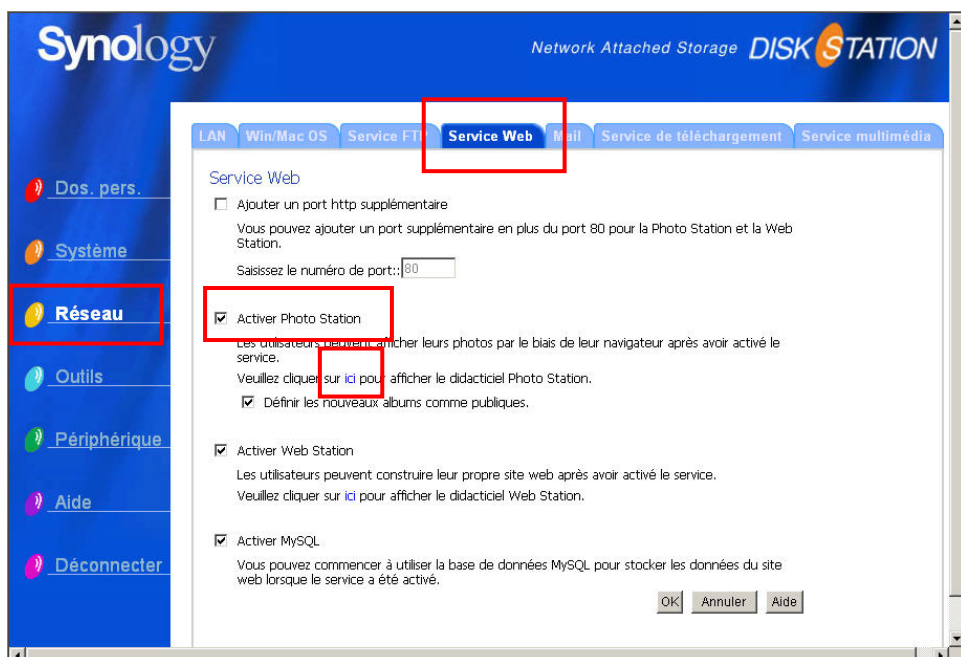 Synology
Network Attached Storage DISK STATION
LAN Win/Mac OS Service FTP Service Web Mail Service de téléchargement Service multimédia
Dos. pers.
Système
Réseau
Outils
Périphérique
Aide
Déconnecter
Service Web
Ajouter un port http supplémentaire
Vous pouvez ajouter un port supplémentaire en plus du port 80 pour la Photo Station et la Web
Station.
Saisissez le numéro de port:: 80
Activer Photo Station
Les utilisateurs peuvent afficher leurs photos par le biais de leur navigateur après avoir activé le
service.
Veuillez cliquer sur ici pour afficher le didacticiel Photo Station.
Définir les nouveaux albums comme publiques.
Activer Web Station
Les utilisateurs peuvent construire leur propre site web après avoir activé le service.
Veuillez cliquer sur ici pour afficher le didacticiel Web Station.
Activer MySQL
Vous pouvez commencer à utiliser la base de données MySQL pour stocker les données du site
web lorsque le service a été activé.
OK Annuler Aide